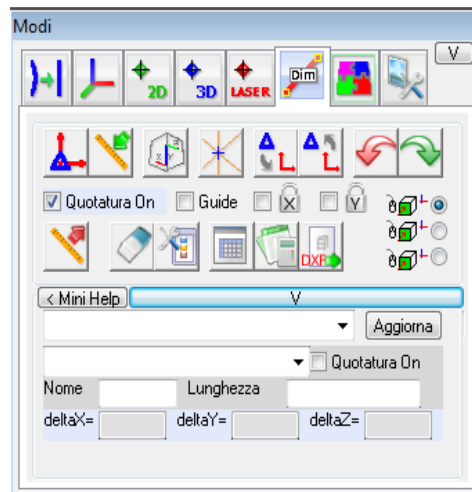 Modi
V
2D 3D LASER Dim
Quotatura On Guide X Y
DXF
< Mini Help V
Aggiorna
Quotatura On
Nome Lunghezza
deltaX= deltaY= deltaZ=